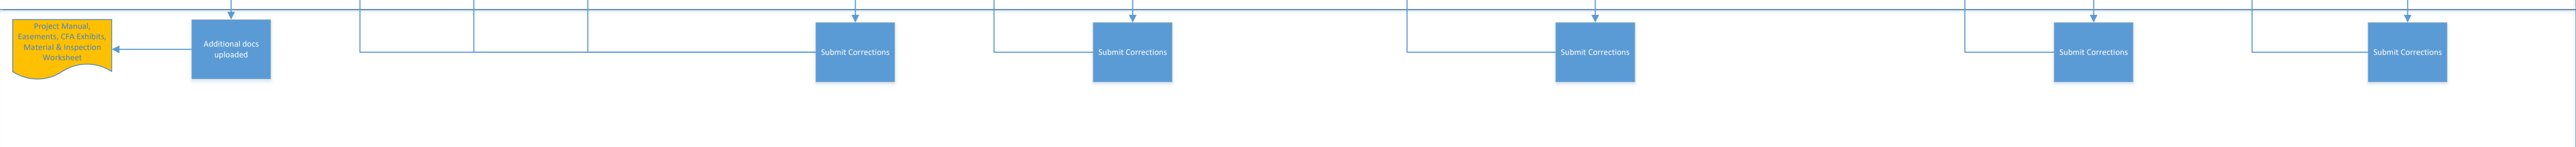 Project Manual,
Easements, CFA Exhibits,
Material & Inspection
Worksheet
Additional docs
uploaded
Submit Corrections
Submit Corrections
Submit Corrections
Submit Corrections
Submit Corrections